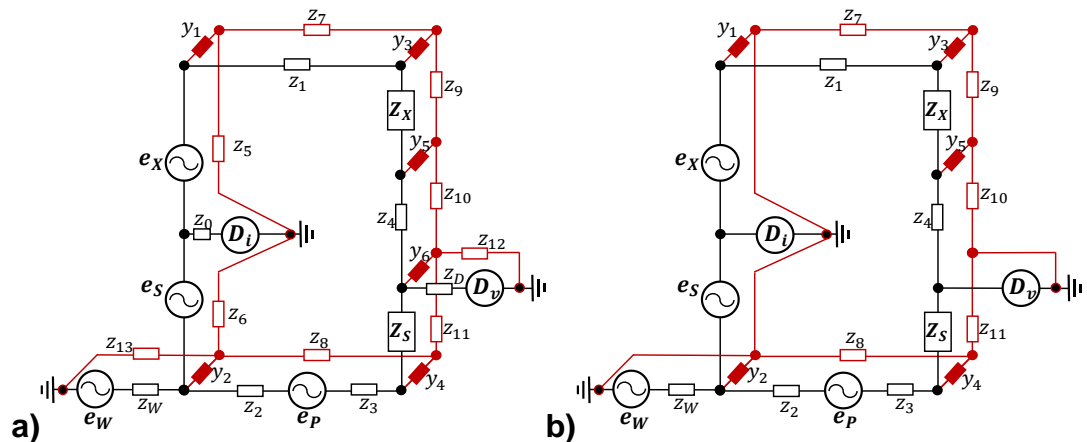 y₁ z₇ y₃
z₁ z₉
Z_X
z₅ y₅
e_X z₁₀
z₀ D_i z₄ z₁₂
y₆ z_D D_v
e_S z₆ Z_S z₁₁
z₁₃ z₈
y₂ y₄
e_W z_W z₂ e_P z₃
a)
y₁ z₇ y₃
z₁ z₉
Z_X
y₅
e_X z₁₀
D_i z₄
D_v
e_S Z_S z₁₁
z₈
y₂ y₄
e_W z_W z₂ e_P z₃
b)